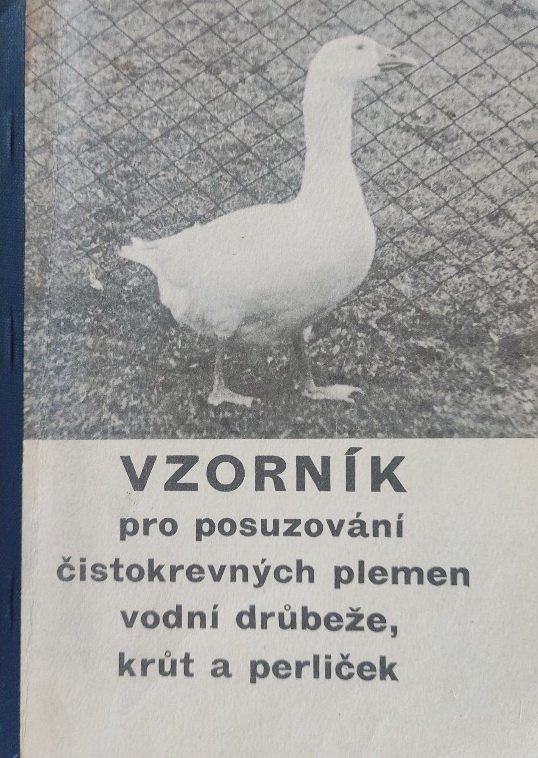 VZORNÍK
pro posuzování
čistokrevných plemen
vodní drůbeže,
krůt a perliček